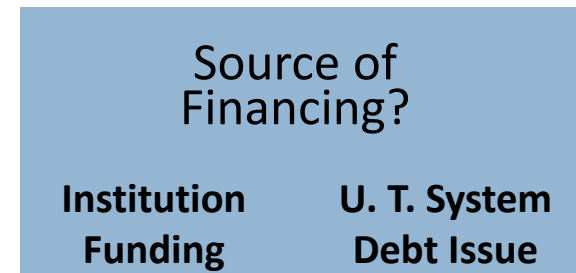 Source of
Financing?
Institution U. T. System
Funding Debt Issue